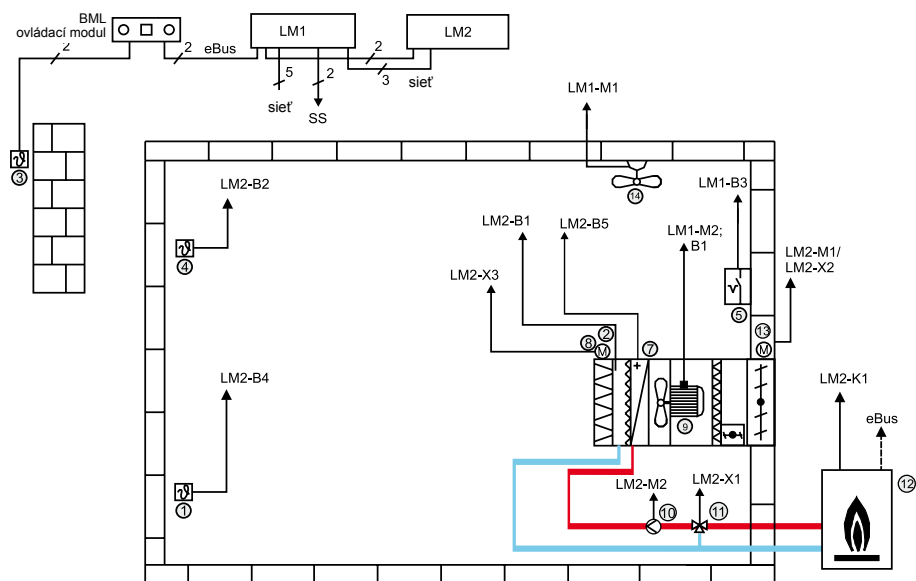 BML
ovládací modul
LM1
LM2
2
2
eBus
2
5
2
3
sieť
sieť
SS
LM1-M1
3
LM2-B2
LM2-B1
LM2-B5
LM1-M2;
B1
LM1-B3
14
LM2-M1/
LM2-X2
4
LM2-X3
5
2
13
8
M
7
M
LM2-B4
9
LM2-K1
eBus
1
LM2-M2
LM2-X1
10
11
12